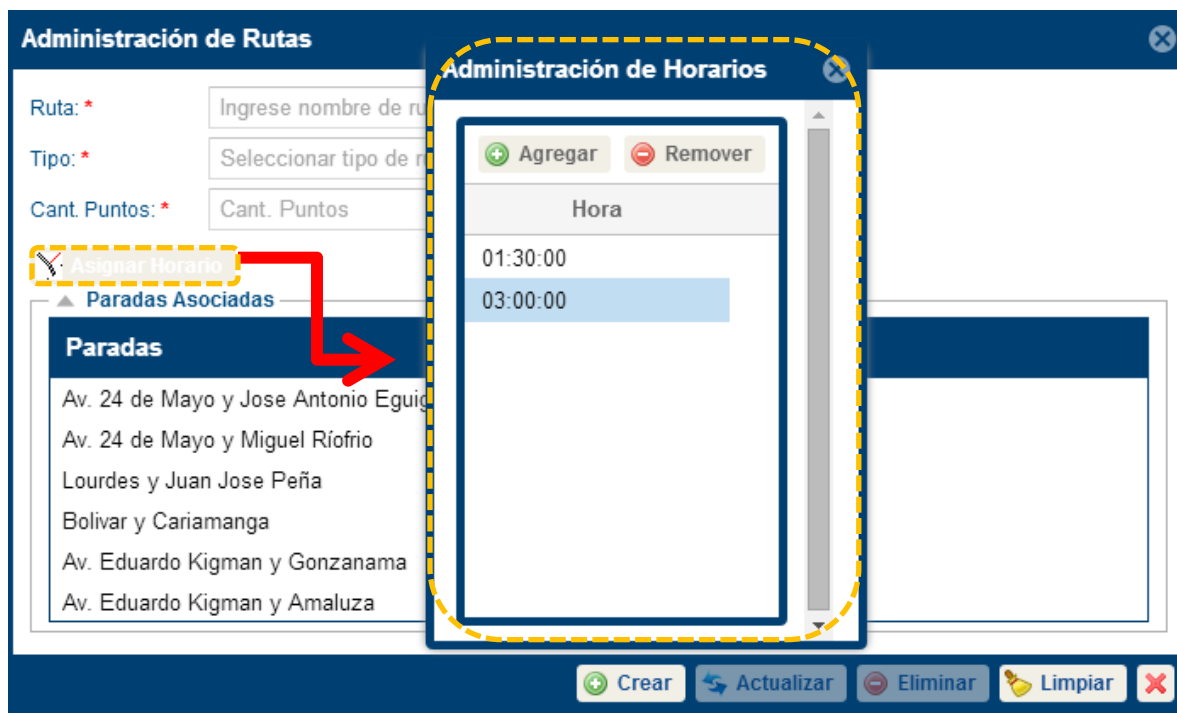 Administración de Rutas
Administración de Horarios
Ruta: *
Ingrese nombre de ru
Tipo: *
Seleccionar tipo de r
Cant. Puntos: *
Cant. Puntos
Asignar Horario
Paradas Asociadas
Paradas
Av. 24 de Mayo y Jose Antonio Eguig
Av. 24 de Mayo y Miguel Ríofrio
Lourdes y Juan Jose Peña
Bolivar y Cariamanga
Av. Eduardo Kigman y Gonzanama
Av. Eduardo Kigman y Amaluza
Agregar Remover
Hora
01:30:00
03:00:00
Crear Actualizar Eliminar Limpiar